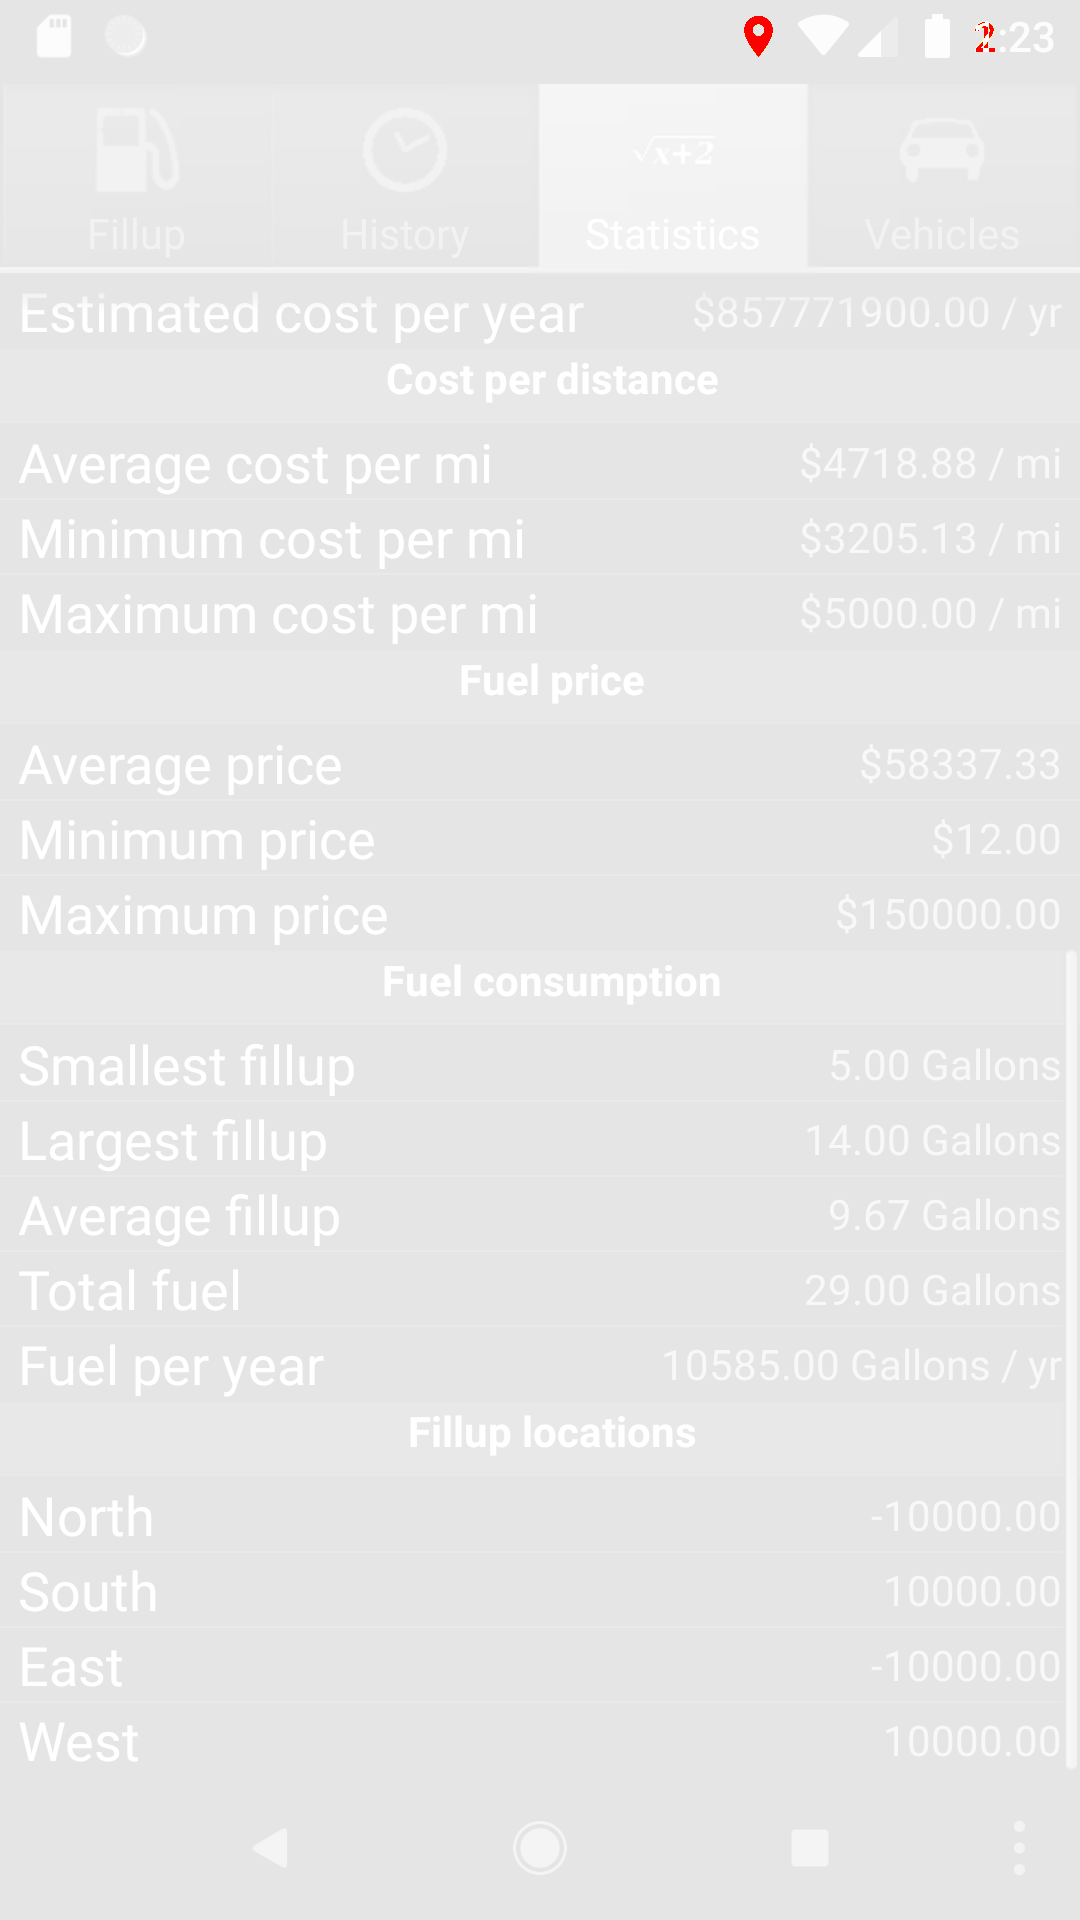 :23
√x+2
Fillup History Statistics Vehicles
Estimated cost per year $857771900.00 / yr
Cost per distance
Average cost per mi $4718.88 / mi
Minimum cost per mi $3205.13 / mi
Maximum cost per mi $5000.00 / mi
Fuel price
Average price $58337.33
Minimum price $12.00
Maximum price $150000.00
Fuel consumption
Smallest fillup 5.00 Gallons
Largest fillup 14.00 Gallons
Average fillup 9.67 Gallons
Total fuel 29.00 Gallons
Fuel per year 10585.00 Gallons / yr
Fillup locations
North -10000.00
South 10000.00
East -10000.00
West 10000.00